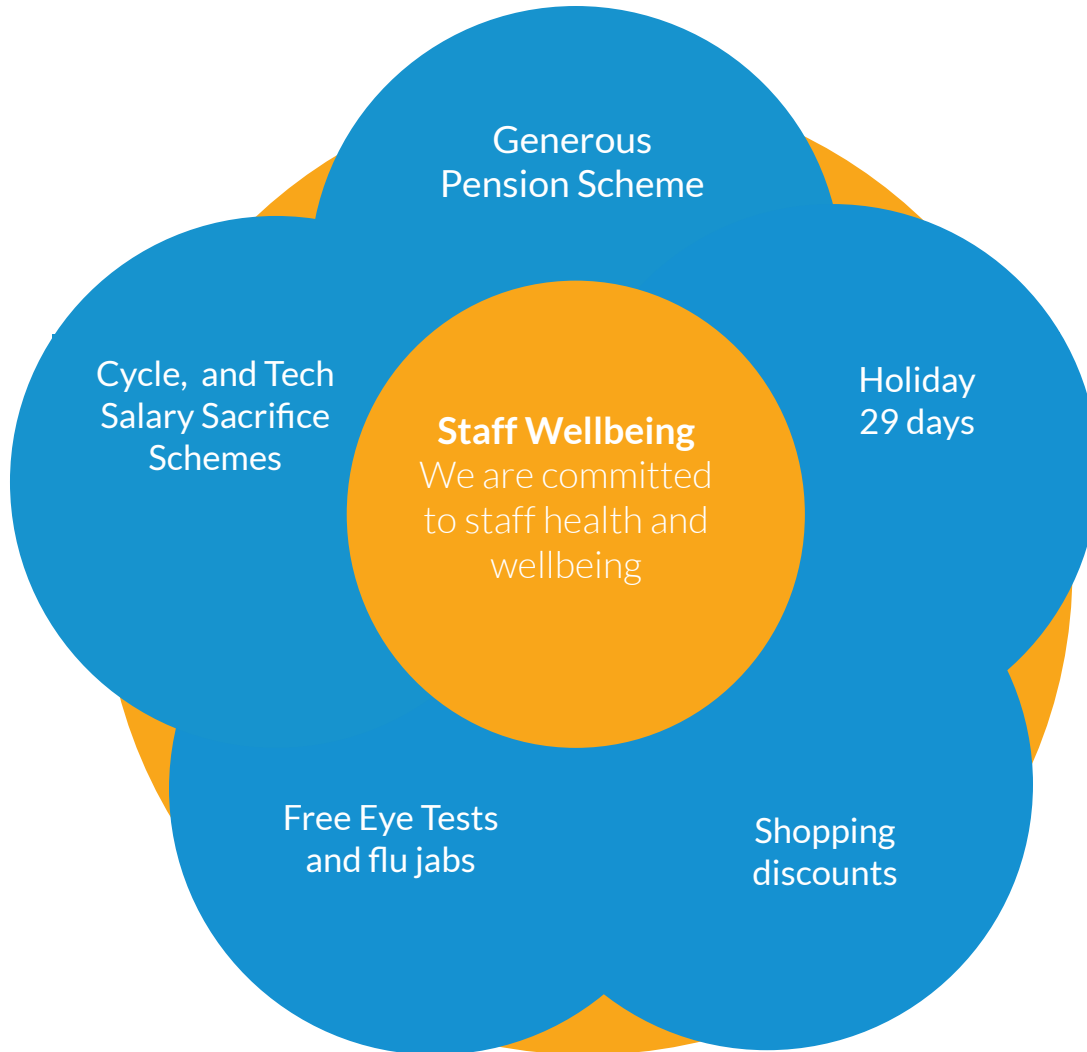 Generous
Pension Scheme
Cycle, and Tech
Salary Sacrifice
Schemes
Holiday
29 days
Staff Wellbeing
We are committed
to staff health and
wellbeing
Free Eye Tests
and flu jabs
Shopping
discounts